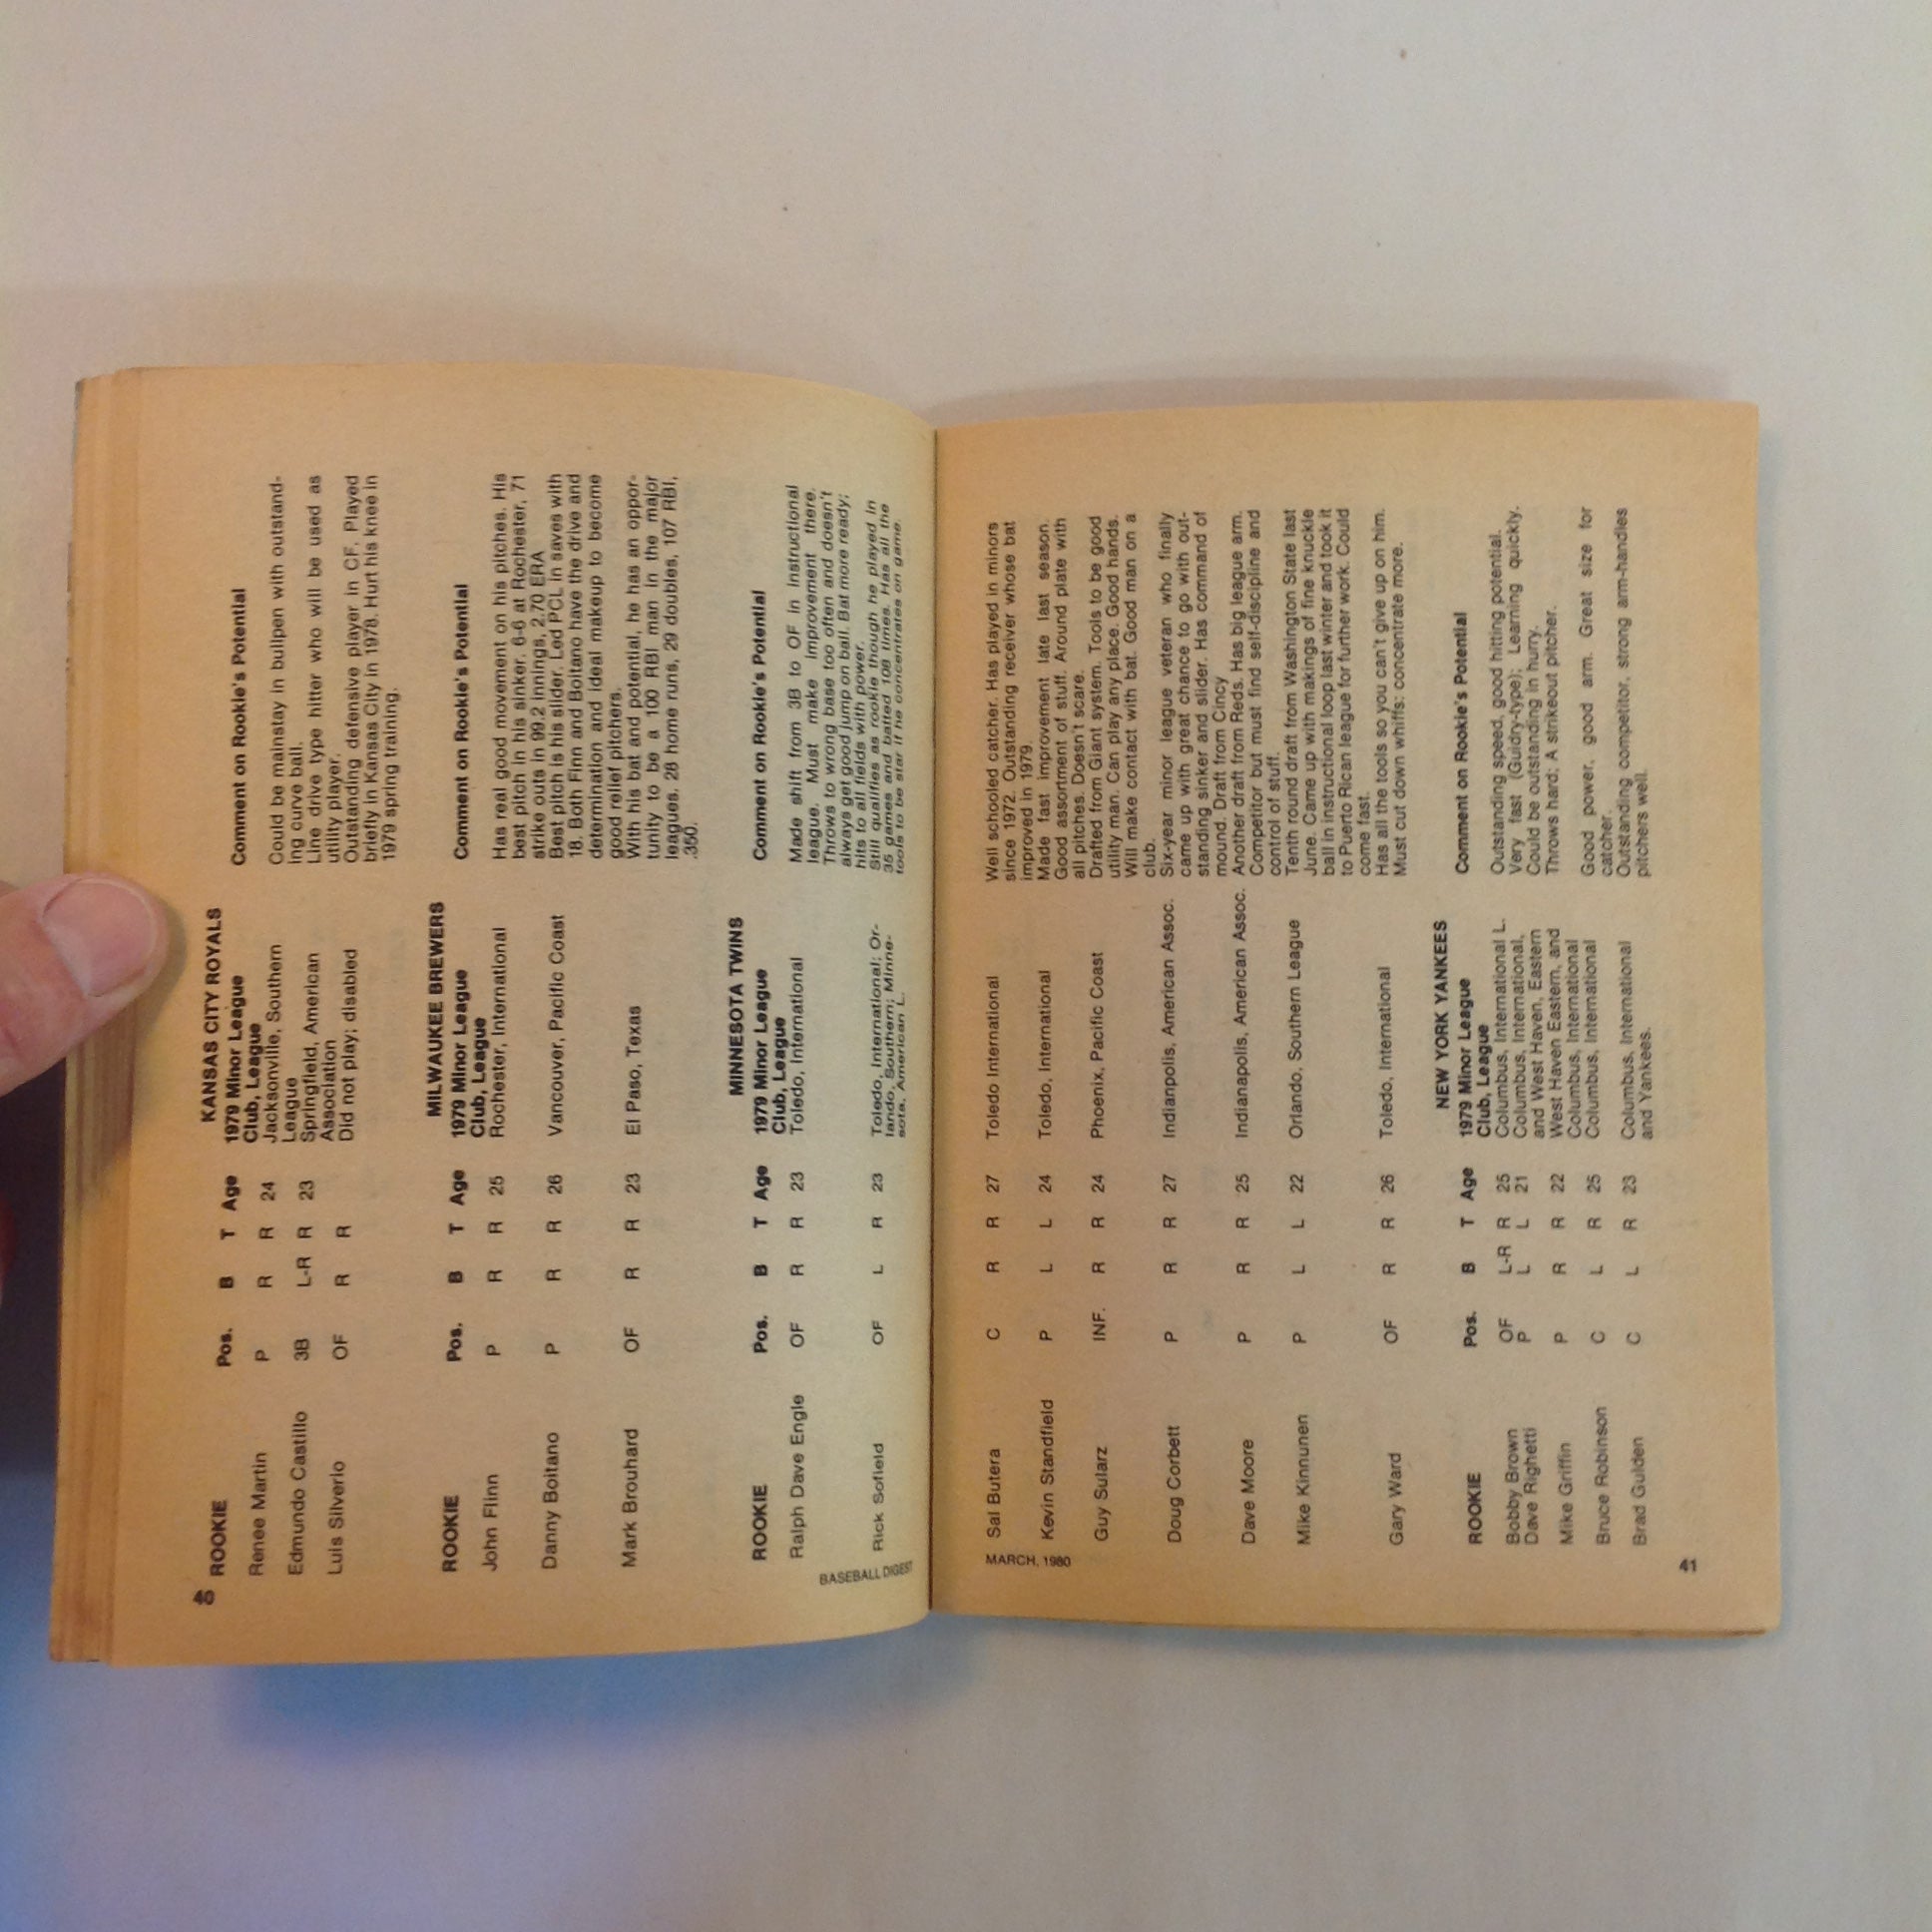 40
KANSAS CITY ROYALS
ROOKIE Pos. B T Age 1979 Minor League Club, League Comment on Rookie's Potential
Renee Martin P R R 24 Jacksonville, Southern League Could be mainstay in bullpen with outstand-
ing curve ball.
Edmundo Castillo 3B L-R R 23 Springfield, American Association Line drive type hitter who will be used as
utility player.
Luis Silverio OF R R Did not play; disabled Outstanding defensive player in CF. Played
briefly in Kansas City in 1978. Hurt his knee in
1979 spring training.
MILWAUKEE BREWERS
ROOKIE Pos. B T Age 1979 Minor League Club, League Comment on Rookie's Potential
John Flinn P R R 25 Rochester, International Has real good movement on his pitches. His
best pitch in his sinker. 6-6 at Rochester, 71
strike outs in 99.2 innings, 2.70 ERA
Danny Boitano P R R 26 Vancouver, Pacific Coast Best pitch is his slider. Led PCL in saves with
18. Both Finn and Boitano have the drive and
determination and ideal makeup to become
good relief pitchers.
Mark Brouhard OF R R 23 El Paso, Texas With his bat and potential, he has an oppor-
tunity to be a 100 RBI man in the major
leagues. 28 home runs, 29 doubles, 107 RBI,
.350.
MINNESOTA TWINS
ROOKIE Pos. B T Age 1979 Minor League Club, League Comment on Rookie's Potential
Ralph Dave Engle OF R R 23 Toledo, International Made shift from 3B to OF in Instructional
league. Must make improvement there.
Throws to wrong base too often and doesn't
always get good jump on ball. Bat more ready;
hits to all fields with power.
Rick Sofield OF L R 23 Toledo, International; Or-
lando, Southern; Minne-
sota, American L. Still qualifies as rookie though he played in
35 games and batted 108 times. Has all the
tools to be star if he concentrates on game.
BASEBALL DIGEST
Sal Butera C R R 27 Toledo International Well schooled catcher. Has played in minors
since 1972. Outstanding receiver whose bat
improved in 1979.
Kevin Standfield P L L 24 Toledo, International Made fast improvement late last season.
Good assortment of stuff. Around plate with
all pitches. Doesn't scare.
Guy Sularz INF. R R 24 Phoenix, Pacific Coast Drafted from Giant system. Tools to be good
utility man. Can play any place. Good hands.
Will make contact with bat. Good man on a
club.
Doug Corbett P R R 27 Indianpolis, American Assoc. Six-year minor league veteran who finally
came up with great chance to go with out-
standing sinker and slider. Has command of
mound. Draft from Cincy
Dave Moore P R R 25 Indianapolis, American Assoc. Another draft from Reds. Has big league arm.
Competitor but must find self-discipline and
control of stuff.
Mike Kinnunen P L L 22 Orlando, Southern League Tenth round draft from Washington State last
June. Came up with makings of fine knuckle
ball in instructional loop last winter and took it
to Puerto Rican league for further work. Could
come fast.
Gary Ward OF R R 26 Toledo, International Has all the tools so you can't give up on him.
Must cut down whiffs: concentrate more.
NEW YORK YANKEES
ROOKIE Pos. B T Age 1979 Minor League Club, League Comment on Rookie's Potential
Bobby Brown OF L-R R 25 Columbus, International L. Outstanding speed, good hitting potential.
Dave Righetti P L L 21 Columbus, International, and West Haven, Eastern Very fast (Guidry-type); Learning quickly.
Could be outstanding in hurry.
Mike Griffin P R R 22 West Haven Eastern, and Columbus, International Throws hard; A strikeout pitcher.
Bruce Robinson C L R 25 Columbus, International Good power, good arm. Great size for
catcher.
Brad Gulden C L R 23 Columbus, International and Yankees. Outstanding competitor, strong arm-handles
pitchers well.
MARCH, 1980
41